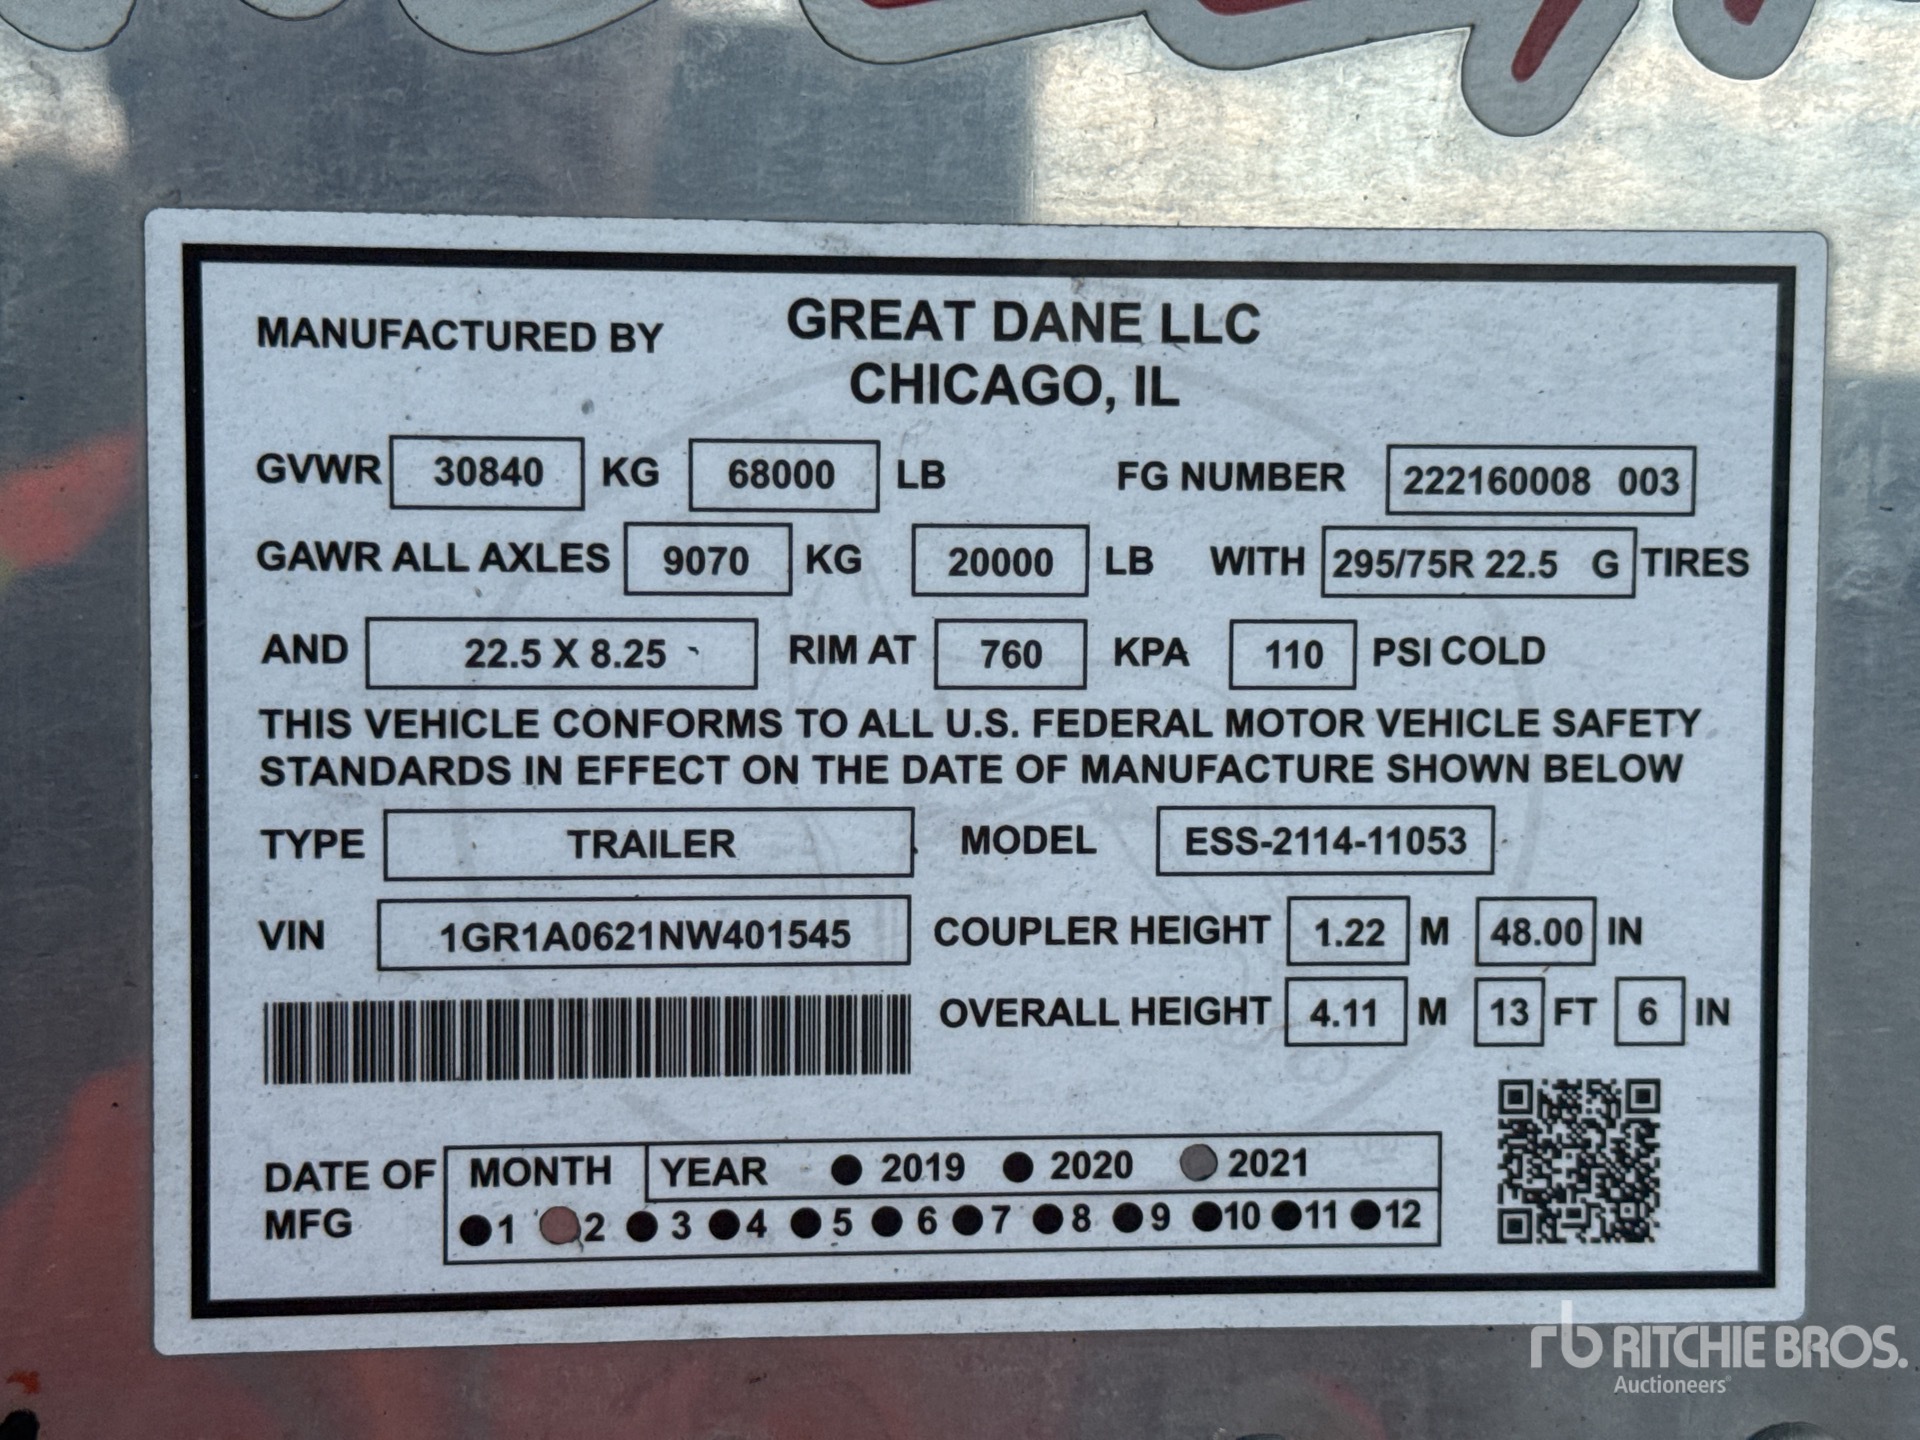 MANUFACTURED BY GREAT DANE LLC
CHICAGO, IL
GVWR 30840 KG 68000 LB FG NUMBER 222160008 003
GAWR ALL AXLES 9070 KG 20000 LB WITH 295/75R 22.5 G TIRES
AND 22.5 X 8.25 RIM AT 760 KPA 110 PSI COLD
THIS VEHICLE CONFORMS TO ALL U.S. FEDERAL MOTOR VEHICLE SAFETY
STANDARDS IN EFFECT ON THE DATE OF MANUFACTURE SHOWN BELOW
TYPE TRAILER MODEL ESS-2114-11053
VIN 1GR1A0621NW401545 COUPLER HEIGHT 1.22 M 48.00 IN
OVERALL HEIGHT 4.11 M 13 FT 6 IN
DATE OF MFG MONTH YEAR 2019 2020 2021
1 2 3 4 5 6 7 8 9 10 11 12
rb RITCHIE BROS.
Auctioneers